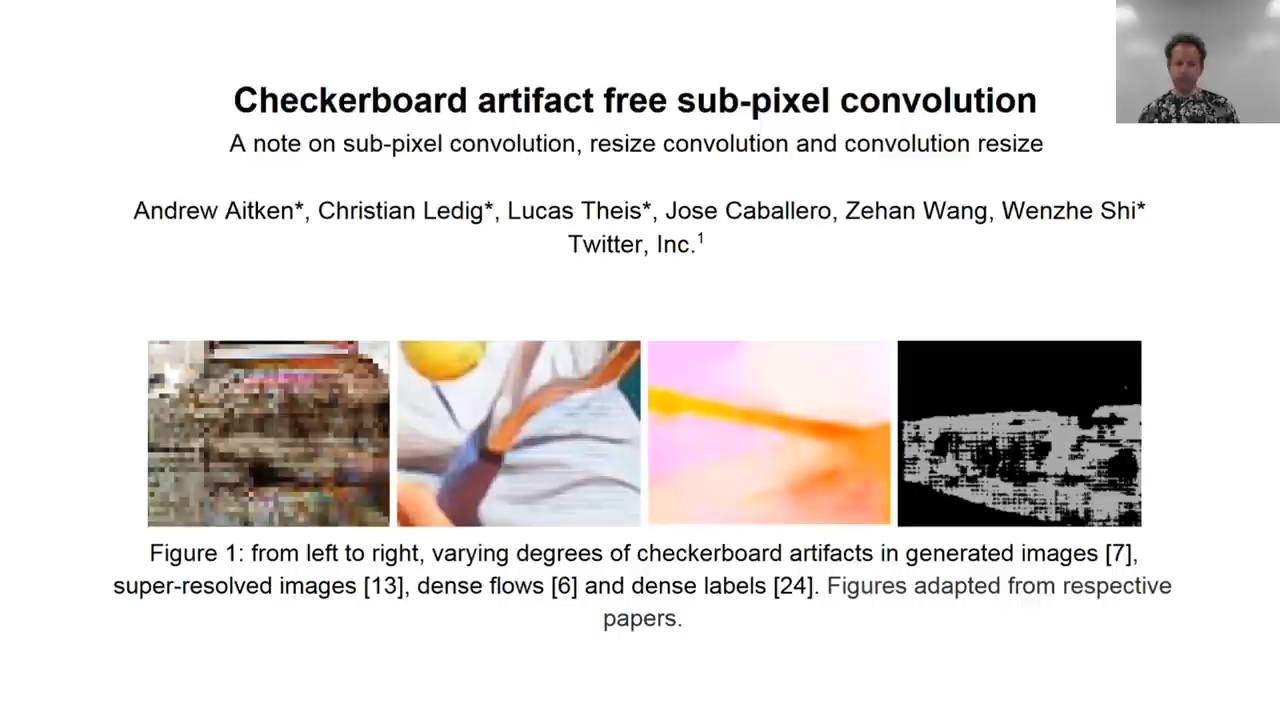 Checkerboard artifact free sub-pixel convolution
A note on sub-pixel convolution, resize convolution and convolution resize
Andrew Aitken*, Christian Ledig*, Lucas Theis*, Jose Caballero, Zehan Wang, Wenzhe Shi*
Twitter, Inc.¹
Figure 1: from left to right, varying degrees of checkerboard artifacts in generated images [7],
super-resolved images [13], dense flows [6] and dense labels [24]. Figures adapted from respective
papers.